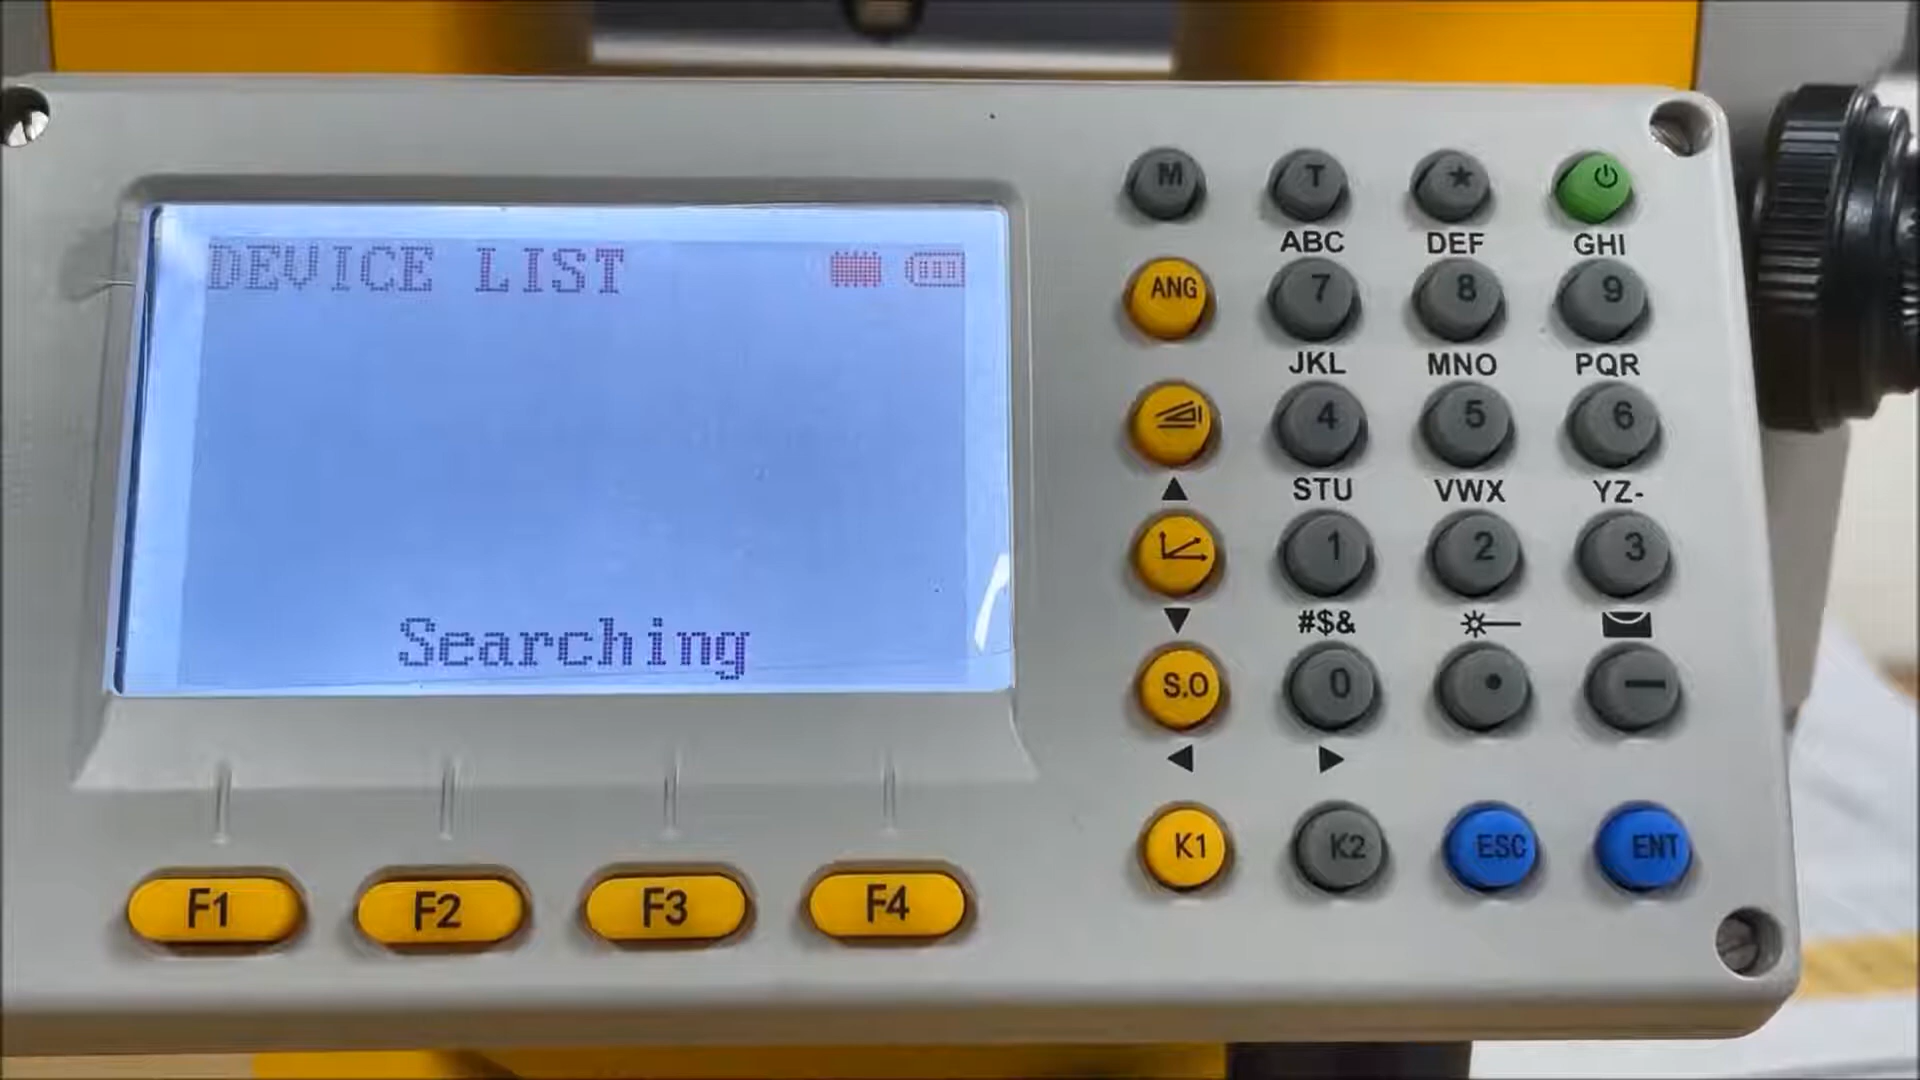 DEVICE LIST
Searching
M T ★
ABC DEF GHI
ANG 7 8 9
JKL MNO PQR
4 5 6
STU VWX YZ-
1 2 3
#$&
S.O 0 • —
K1 K2 ESC ENT
F1 F2 F3 F4